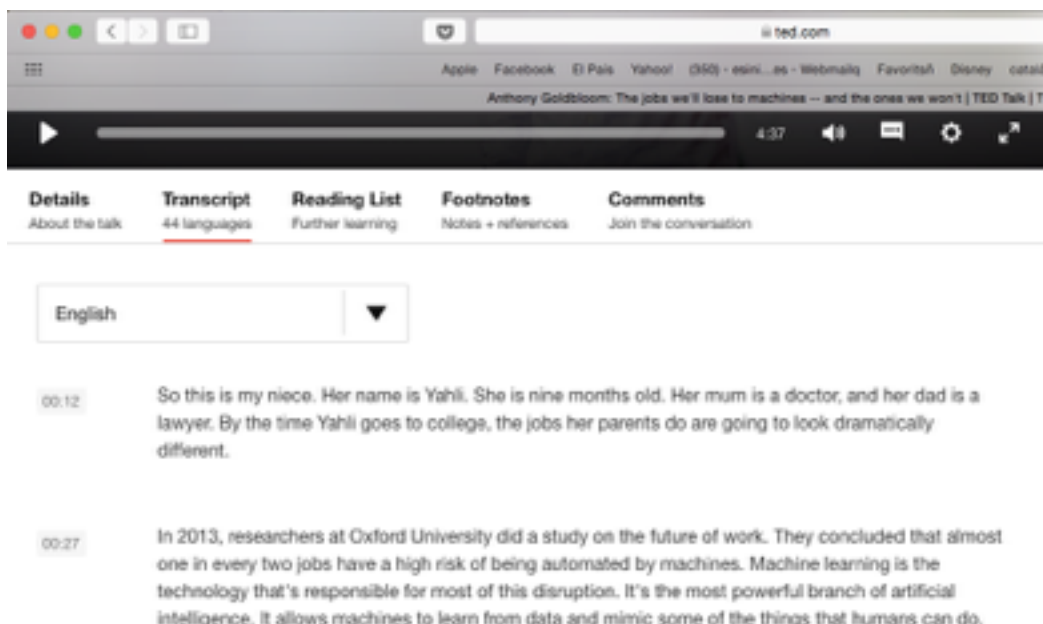 ted.com
Apple Facebook El País Yahoo! (350) - esini...es - Webmailq Favoritsñ Disney
Anthony Goldbloom: The jobs we'll lose to machines -- and the ones we won't | TED Talk | T
4:37
Details Transcript Reading List Footnotes Comments
About the talk 44 languages Further learning Notes + references Join the conversation
English
00:12 So this is my niece. Her name is Yahli. She is nine months old. Her mum is a doctor, and her dad is a
lawyer. By the time Yahli goes to college, the jobs her parents do are going to look dramatically
different.
00:27 In 2013, researchers at Oxford University did a study on the future of work. They concluded that almost
one in every two jobs have a high risk of being automated by machines. Machine learning is the
technology that's responsible for most of this disruption. It's the most powerful branch of artificial
intelligence. It allows machines to learn from data and mimic some of the things that humans can do.